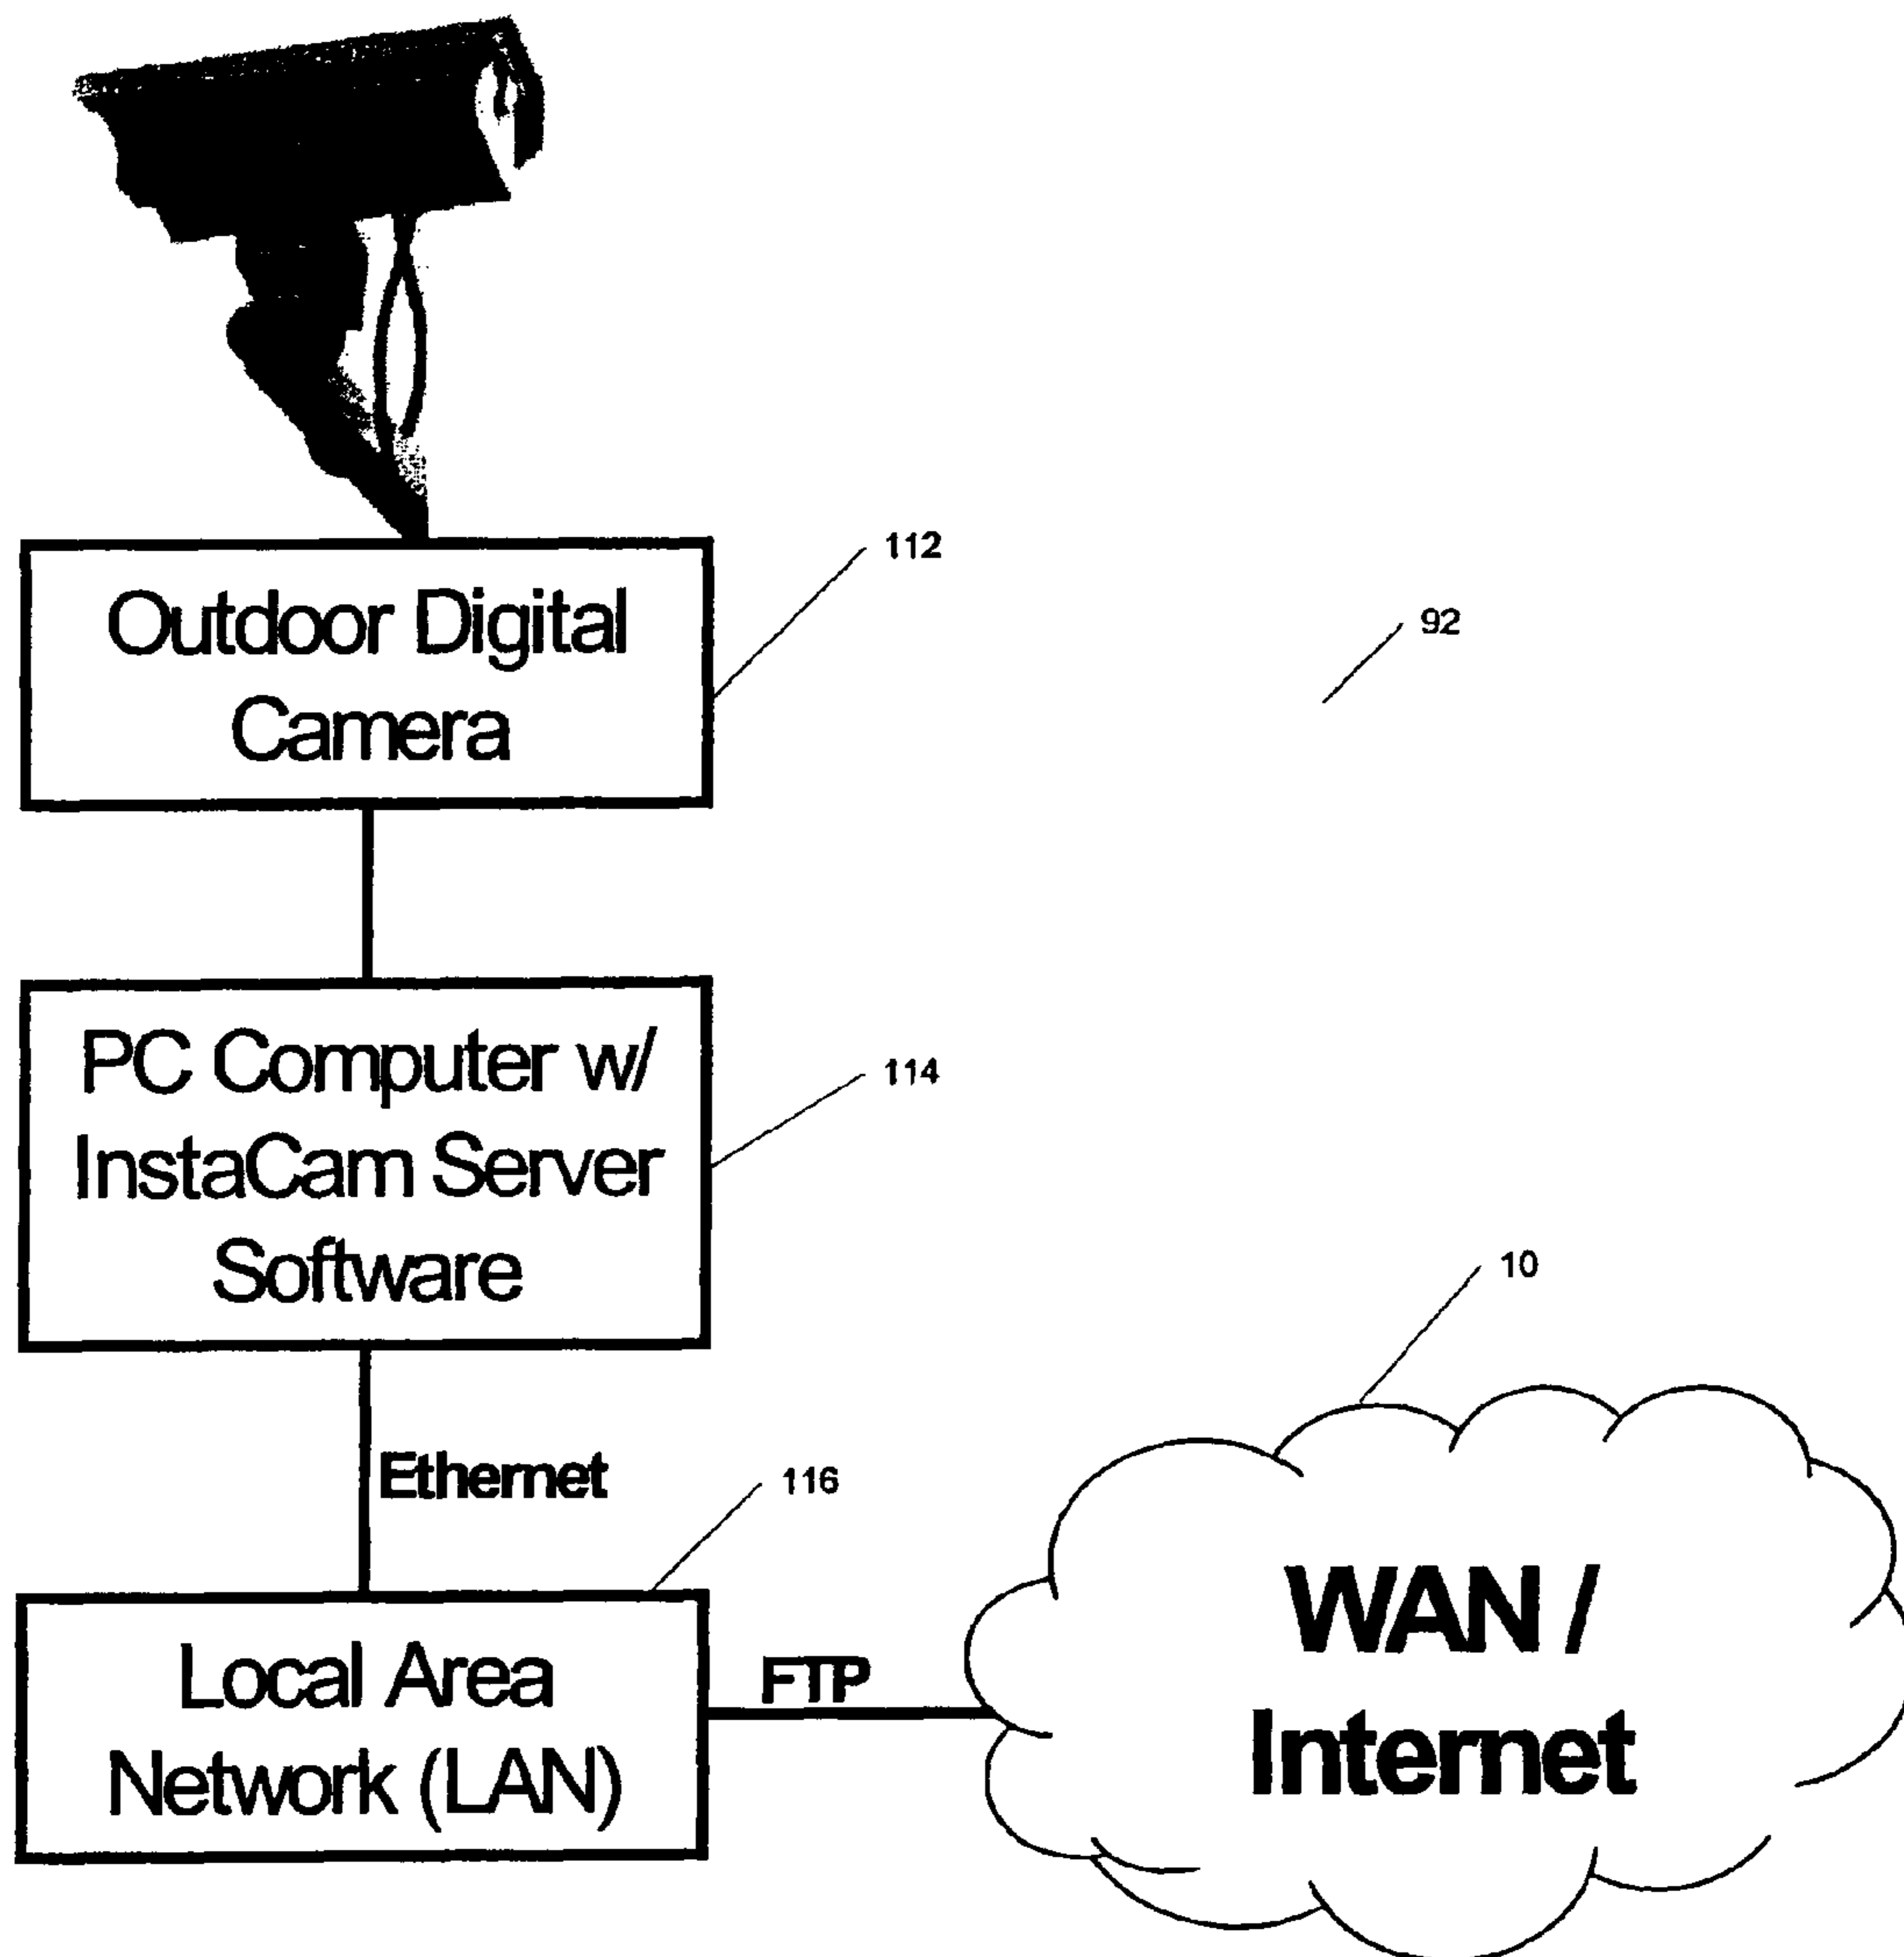 112
Outdoor Digital
Camera
92
PC Computer w/
InstaCam Server
Software
114
10
Ethernet
116
Local Area
Network (LAN)
FTP
WAN /
Internet